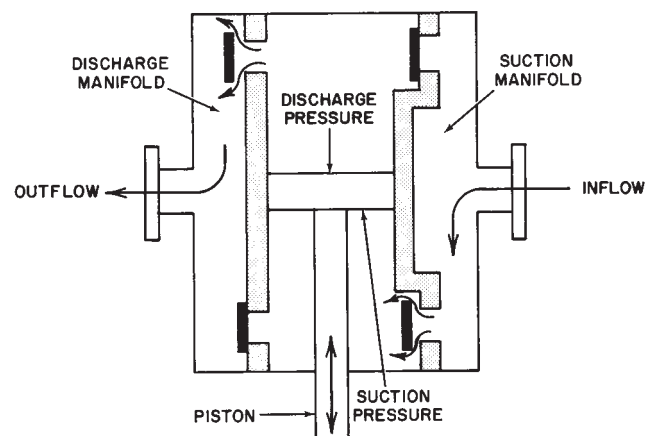 DISCHARGE
MANIFOLD
SUCTION
MANIFOLD
DISCHARGE
PRESSURE
OUTFLOW
INFLOW
PISTON
SUCTION
PRESSURE